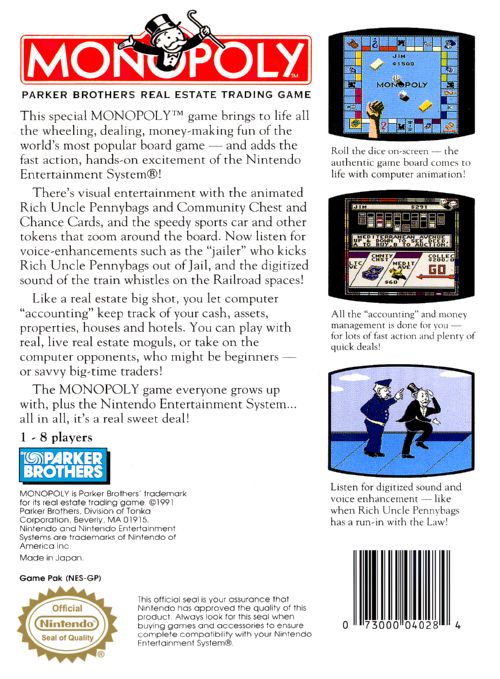 MONOPOLY™
PARKER BROTHERS REAL ESTATE TRADING GAME
This special MONOPOLY™ game brings to life all
the wheeling, dealing, money-making fun of the
world's most popular board game — and adds the
fast action, hands-on excitement of the Nintendo
Entertainment System®!
There's visual entertainment with the animated
Rich Uncle Pennybags and Community Chest and
Chance Cards, and the speedy sports car and other
tokens that zoom around the board. Now listen for
voice-enhancements such as the "jailer" who kicks
Rich Uncle Pennybags out of Jail, and the digitized
sound of the train whistles on the Railroad spaces!
Like a real estate big shot, you let computer
"accounting" keep track of your cash, assets,
properties, houses and hotels. You can play with
real, live real estate moguls, or take on the
computer opponents, who might be beginners —
or savvy big-time traders!
The MONOPOLY game everyone grows up
with, plus the Nintendo Entertainment System...
all in all, it's a real sweet deal!
1 - 8 players
PARKER
BROTHERS
MONOPOLY is Parker Brothers' trademark
for its real estate trading game ©1991
Parker Brothers, Division of Tonka
Corporation, Beverly, MA 01915.
Nintendo and Nintendo Entertainment
Systems are trademarks of Nintendo of
America Inc.
Made in Japan.
Game Pak (NES-GP)
Official
Nintendo
Seal of Quality
®
This official seal is your assurance that
Nintendo has approved the quality of this
product. Always look for this seal when
buying games and accessories to ensure
complete compatibility with your Nintendo
Entertainment System®.
JIM
$1500
MONOPOLY
Roll the dice on-screen — the
authentic game board comes to
life with computer animation!
JIM $291
MEDITERRANEAN AVENUE
UP & DOWN TO SEE DEED
A TO BUY B TO AUCTION
CMNTY
CHST
MEDIT
AVE
$60
COLLEC
GO
All the "accounting" and money
management is done for you —
for lots of fast action and plenty of
quick deals!
Listen for digitized sound and
voice enhancement — like
when Rich Uncle Pennybags
has a run-in with the Law!
0 73000 04028 4